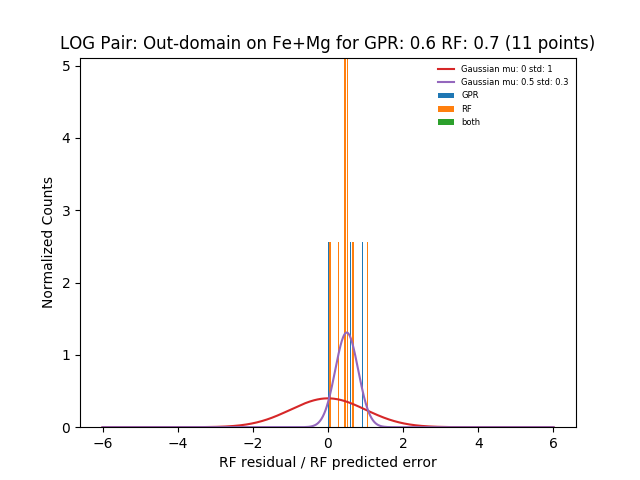 LOG Pair: Out-domain on Fe+Mg for GPR: 0.6 RF: 0.7 (11 points)
Gaussian mu: 0 std: 1
Gaussian mu: 0.5 std: 0.3
GPR
RF
both
Normalized Counts
5
4
3
2
1
0
−6 −4 −2 0 2 4 6
RF residual / RF predicted error